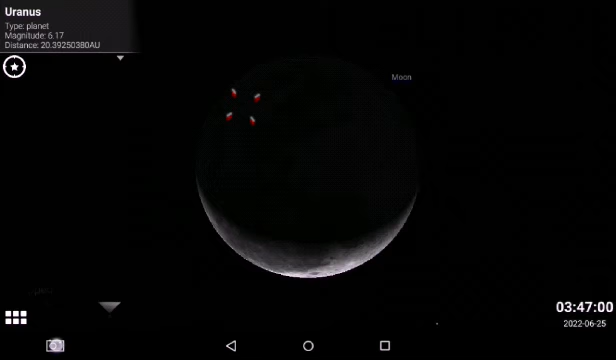 Uranus
Type: planet
Magnitude: 6.17
Distance: 20.39250380AU
Moon
03:47:00
2022-06-25